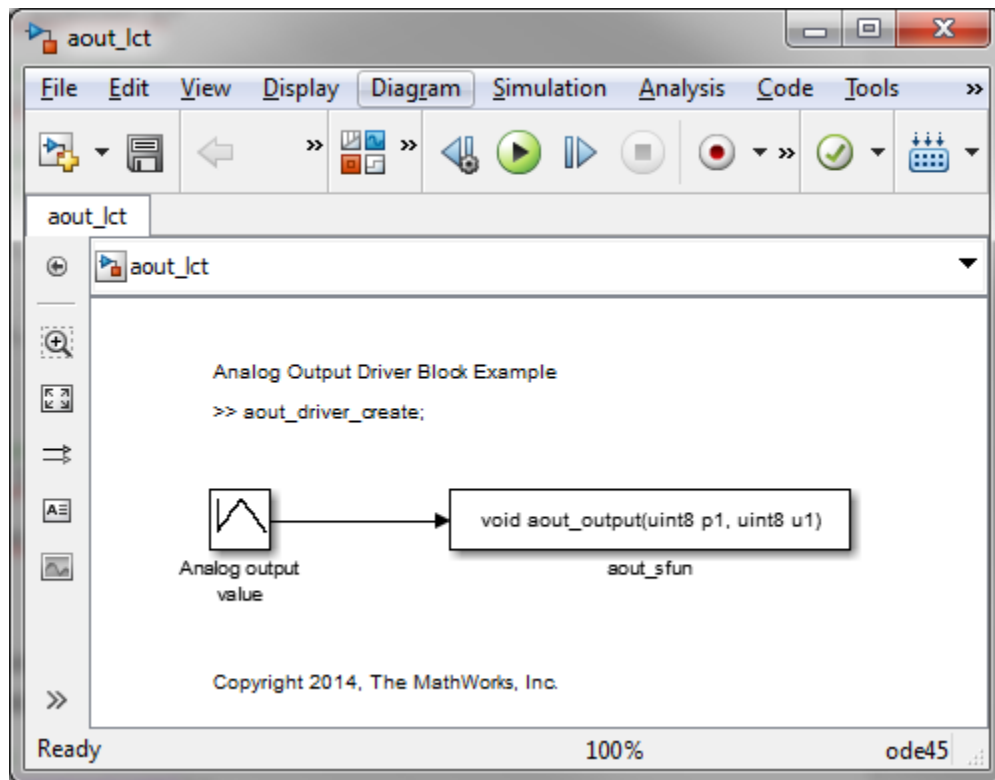 aout_lct
File Edit View Display Diagram Simulation Analysis Code Tools »
» »  »
aout_lct
aout_lct
Analog Output Driver Block Example
>> aout_driver_create;
void aout_output(uint8 p1, uint8 u1)
Analog output
value
aout_sfun
Copyright 2014, The MathWorks, Inc.
»
Ready 100% ode45